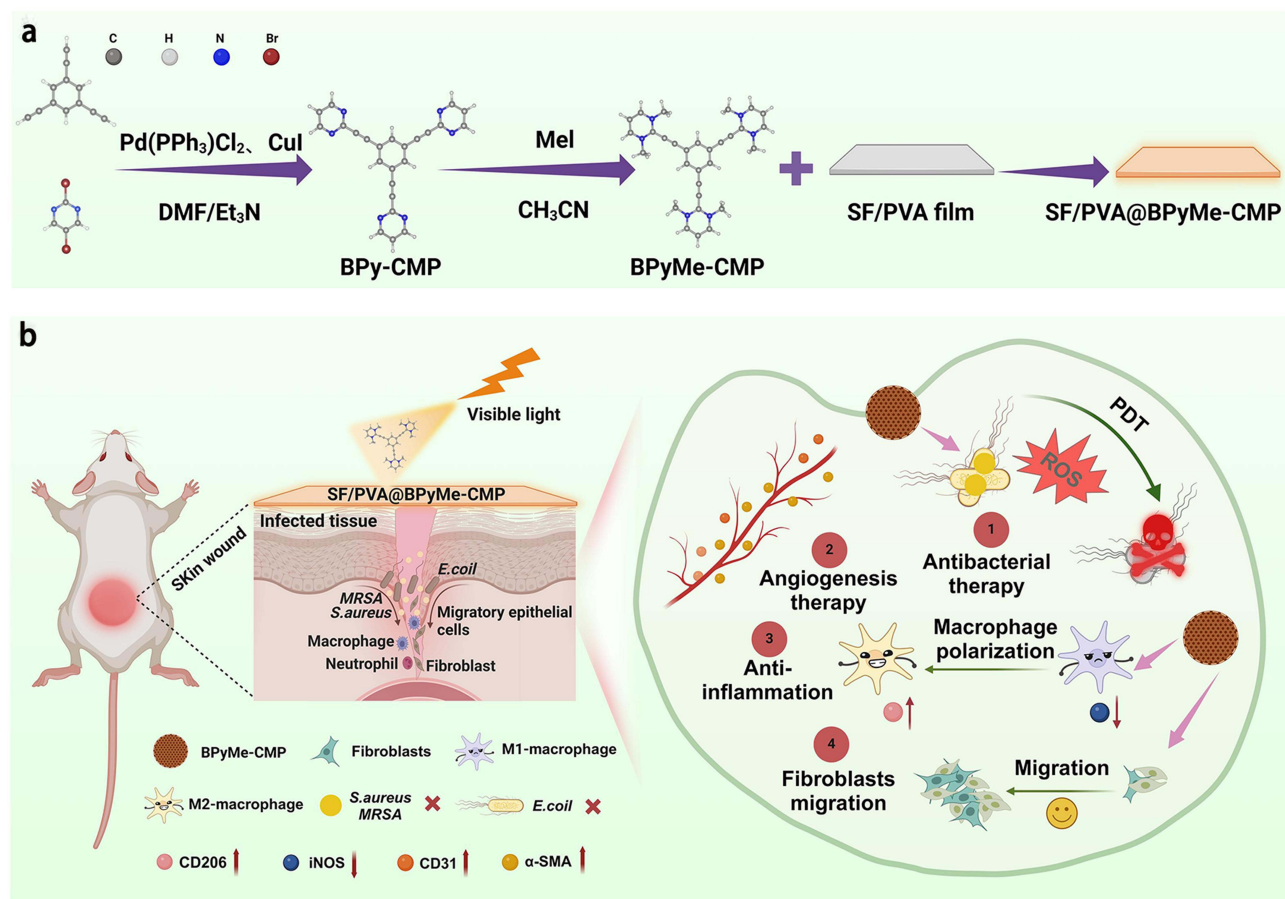 a
C H N Br
Pd(PPh₃)Cl₂、CuI
DMF/Et₃N
BPy-CMP
MeI
CH₃CN
BPyMe-CMP
SF/PVA film
SF/PVA@BPyMe-CMP
b
Visible light
SF/PVA@BPyMe-CMP
Infected tissue
SKin wound
E.coil
MRSA
S.aureus
Migratory epithelial
cells
Macrophage
Neutrophil
Fibroblast
BPyMe-CMP
Fibroblasts
M1-macrophage
M2-macrophage
S.aureus
MRSA
E.coil
CD206
iNOS
CD31
α-SMA
PDT
ROS
1
Antibacterial
therapy
2
Angiogenesis
therapy
3
Anti-
inflammation
Macrophage
polarization
4
Fibroblasts
migration
Migration